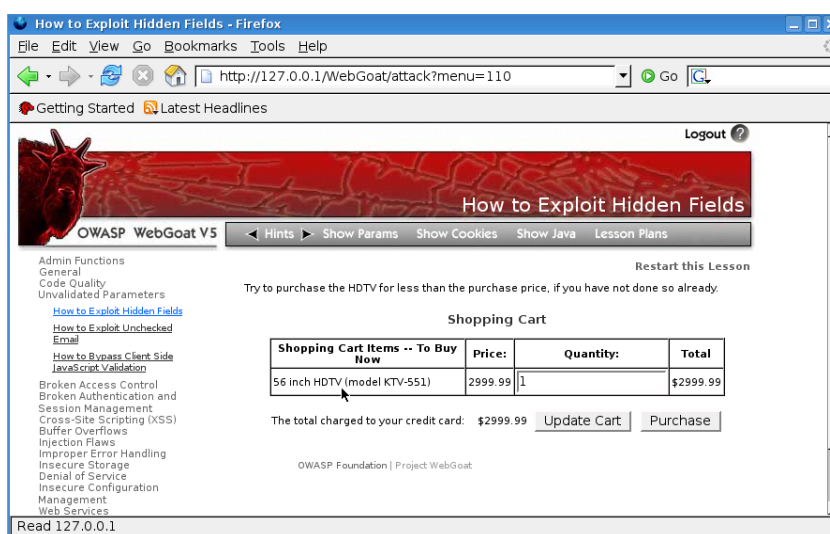 How to Exploit Hidden Fields - Firefox
File Edit View Go Bookmarks Tools Help
http://127.0.0.1/WebGoat/attack?menu=110 Go G
Getting Started Latest Headlines
Logout ?
How to Exploit Hidden Fields
OWASP WebGoat V5 Hints Show Params Show Cookies Show Java Lesson Plans
Admin Functions
General
Code Quality
Unvalidated Parameters
How to Exploit Hidden Fields
How to Exploit Unchecked
Email
How to Bypass Client Side
JavaScript Validation
Broken Access Control
Broken Authentication and
Session Management
Cross-Site Scripting (XSS)
Buffer Overflows
Injection Flaws
Improper Error Handling
Insecure Storage
Denial of Service
Insecure Configuration
Management
Web Services
Restart this Lesson
Try to purchase the HDTV for less than the purchase price, if you have not done so already.
Shopping Cart
Shopping Cart Items -- To Buy
Now
Price: Quantity: Total
56 inch HDTV (model KTV-551) 2999.99 1 $2999.99
The total charged to your credit card: $2999.99 Update Cart Purchase
OWASP Foundation | Project WebGoat
Read 127.0.0.1